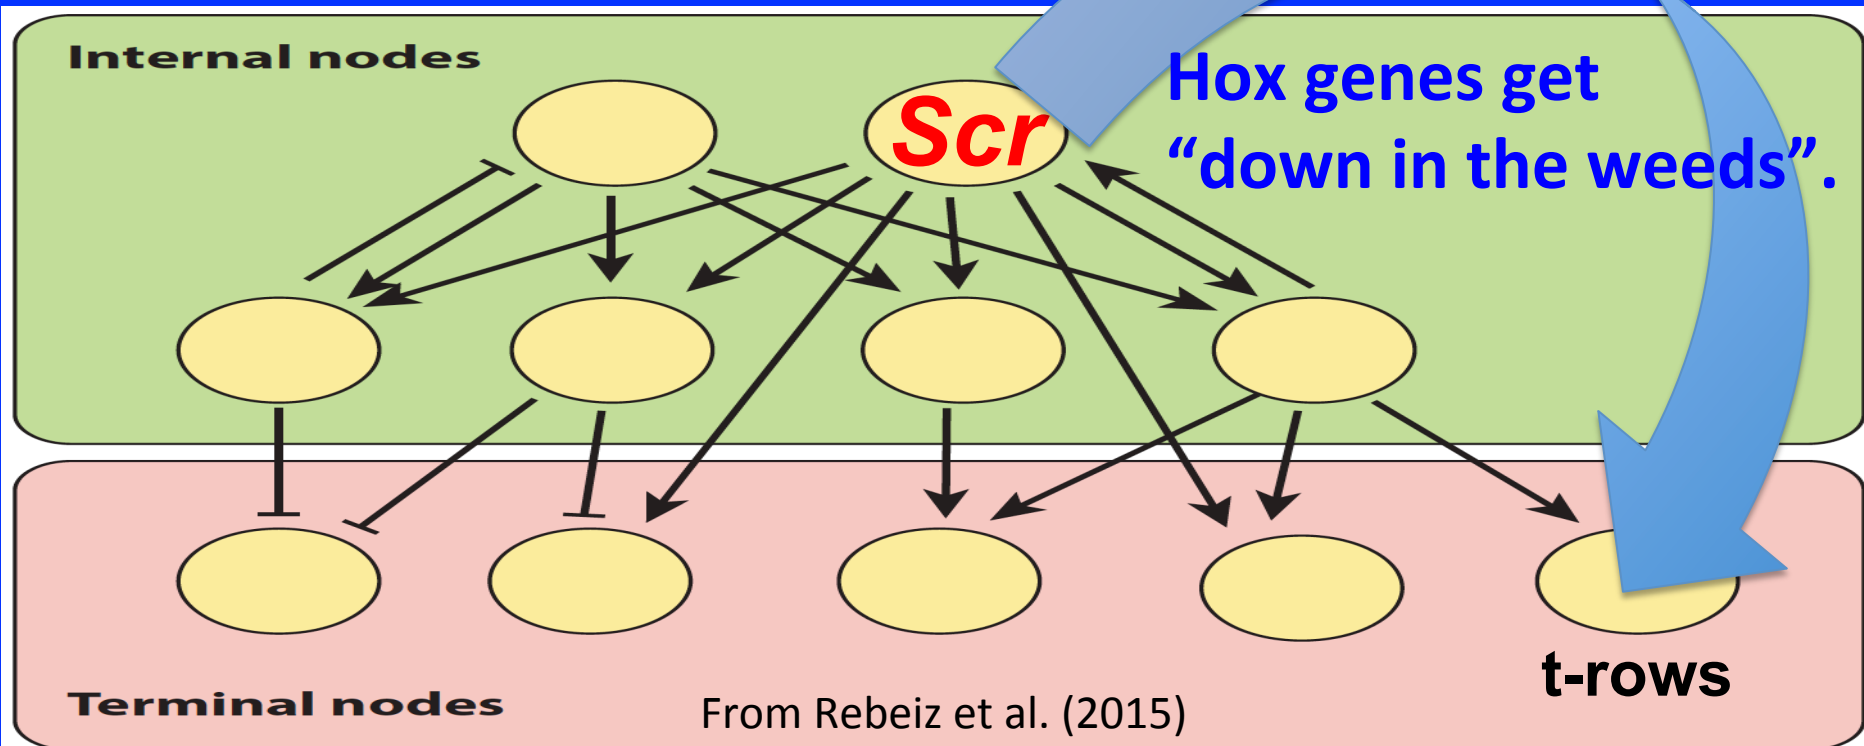 Internal nodes
Scr
Hox genes get
“down in the weeds”.
t-rows
Terminal nodes
From Rebeiz et al. (2015)